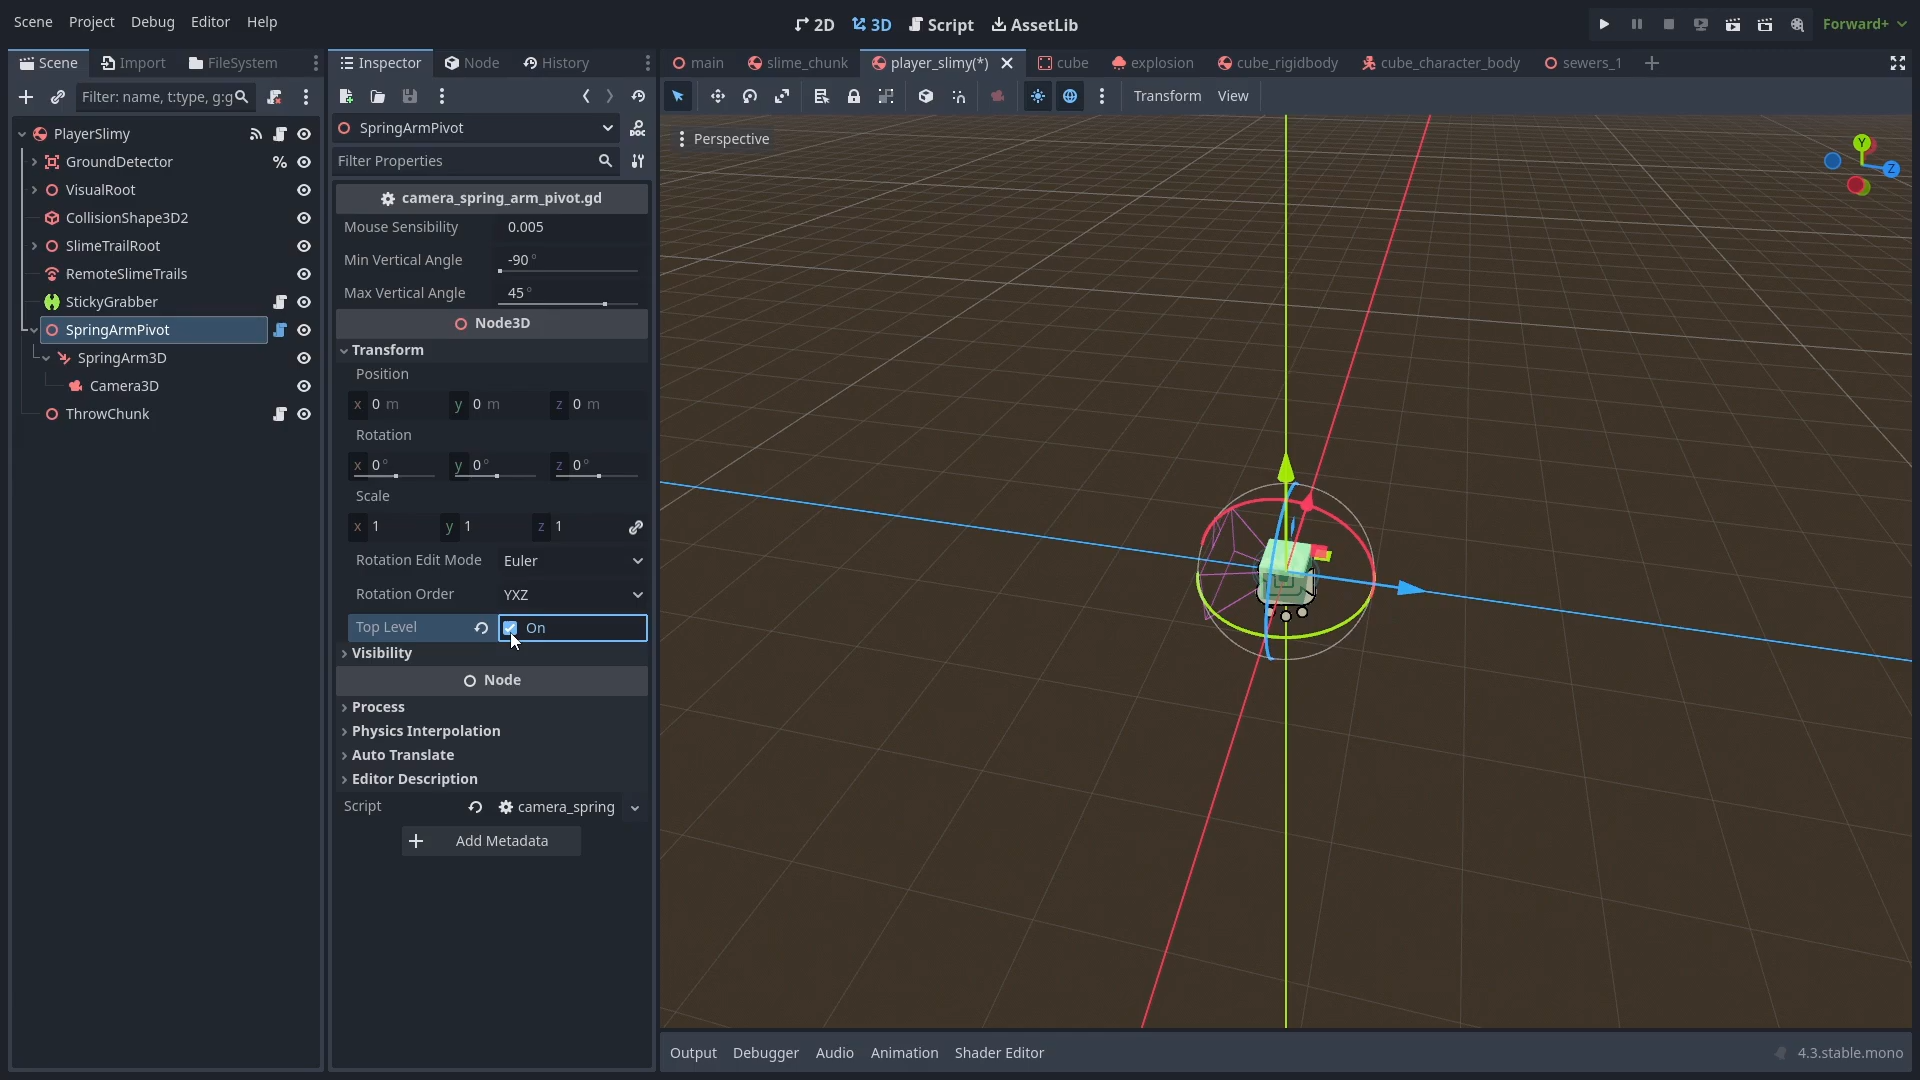 Scene Project Debug Editor Help
2D 3D Script AssetLib
Forward+
Scene Import FileSystem
Filter: name, t:type, g:g
PlayerSlimy
GroundDetector
VisualRoot
CollisionShape3D2
SlimeTrailRoot
RemoteSlimeTrails
StickyGrabber
SpringArmPivot
SpringArm3D
Camera3D
ThrowChunk
Inspector Node History
SpringArmPivot
DOC
Filter Properties
camera_spring_arm_pivot.gd
Mouse Sensibility 0.005
Min Vertical Angle -90 °
Max Vertical Angle 45 °
Node3D
Transform
Position
x 0 m y 0 m z 0 m
Rotation
x 0 ° y 0 ° z 0 °
Scale
x 1 y 1 z 1
Rotation Edit Mode Euler
Rotation Order YXZ
Top Level On
Visibility
Node
Process
Physics Interpolation
Auto Translate
Editor Description
Script camera_spring
Add Metadata
main slime_chunk player_slimy(*) cube explosion cube_rigidbody cube_character_body sewers_1
Transform View
Perspective
Y
Z
Output Debugger Audio Animation Shader Editor
4.3.stable.mono